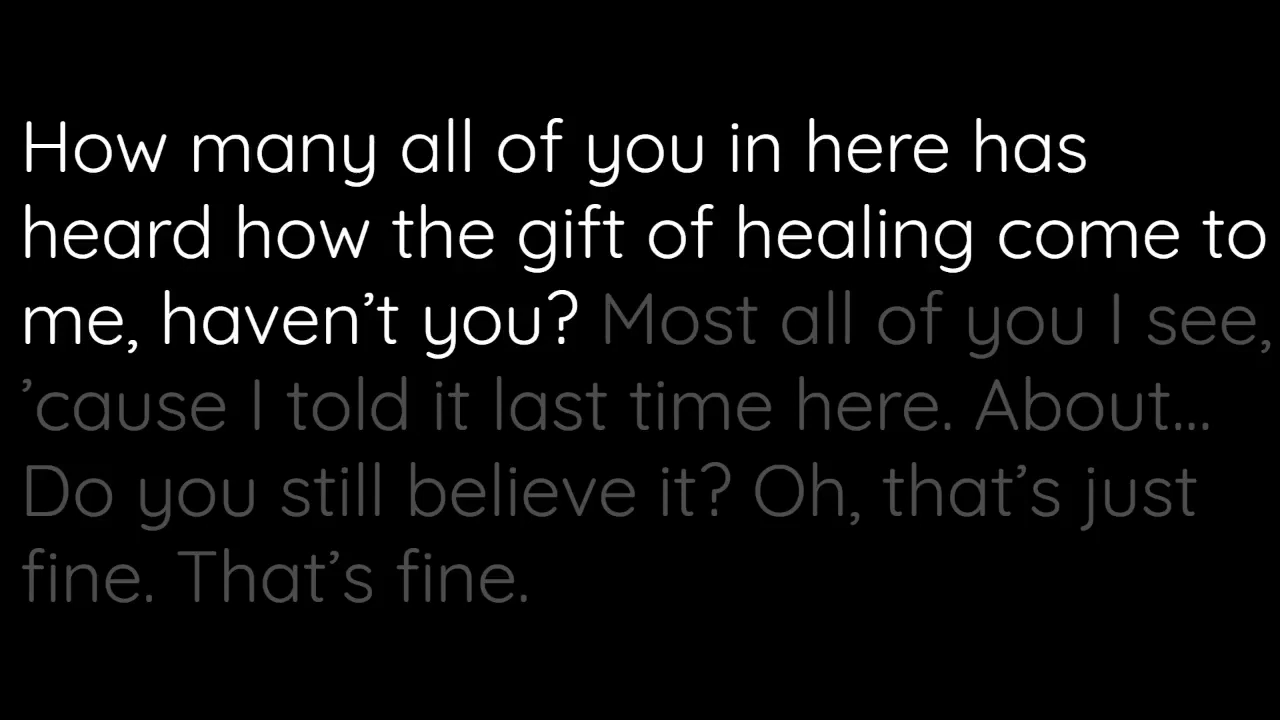 How many all of you in here has
heard how the gift of healing come to
me, haven’t you? Most all of you I see,
’cause I told it last time here. About...
Do you still believe it? Oh, that’s just
fine. That’s fine.